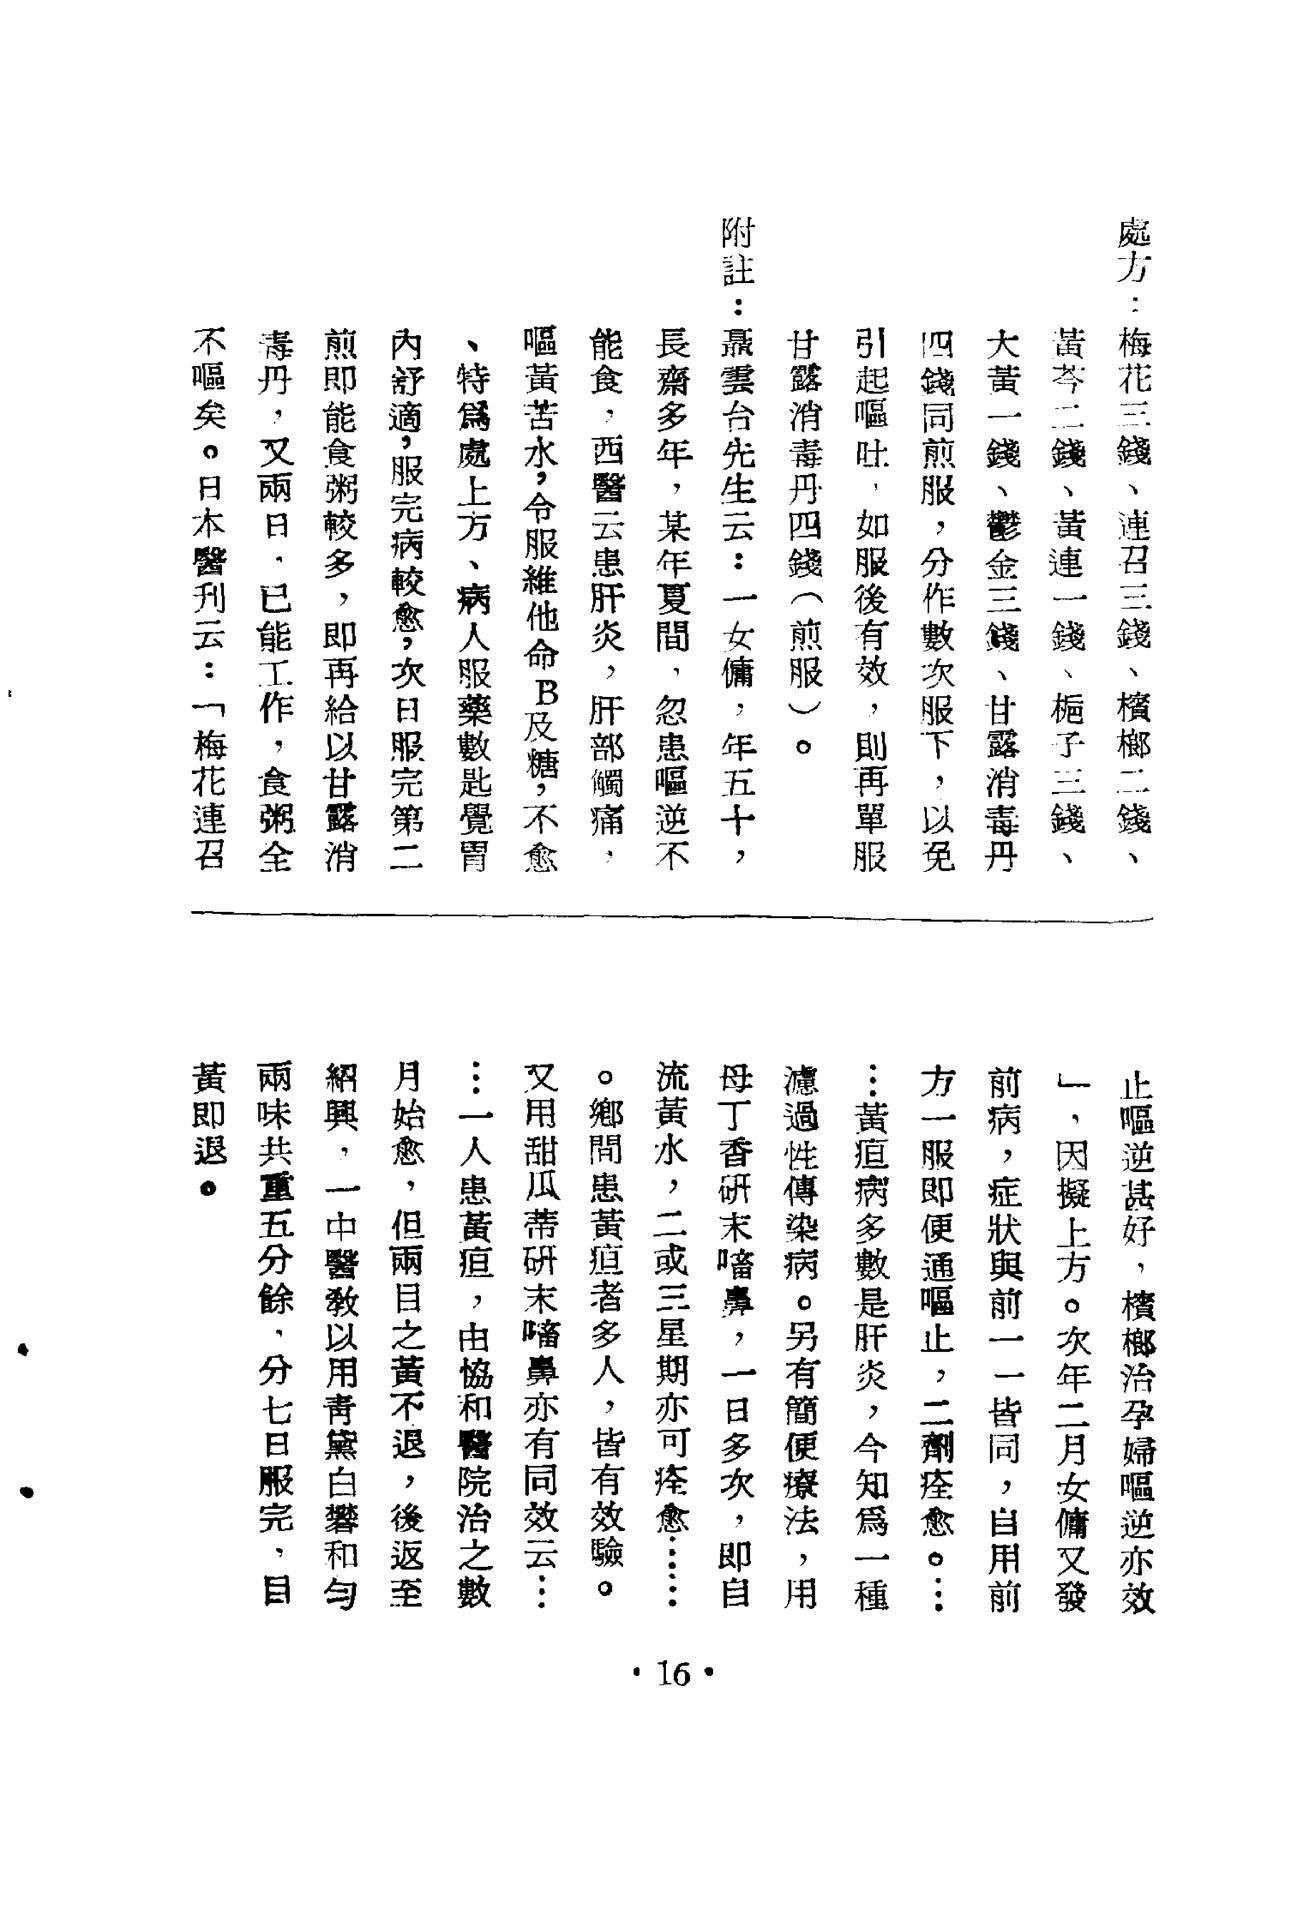 處方：梅花三錢、連召三錢、檳榔二錢、
黃芩二錢、黃連一錢、梔子三錢、
大黃一錢、鬱金三錢、甘露消毒丹
四錢同煎服，分作數次服下，以免
引起嘔吐，如服後有效，則再單服
甘露消毒丹四錢（煎服）。
附註：聶雲台先生云：一女傭，年五十，
長齋多年，某年夏間，忽患嘔逆不
能食，西醫云患肝炎，肝部觸痛，
嘔黃苦水，令服維他命B及糖，不愈
、特爲處上方、病人服藥數匙覺胃
內舒適，服完病較愈，次日服完第二
煎即能食粥較多，即再給以甘露消
毒丹，又兩日，已能工作，食粥全
不嘔矣。日本醫刊云：「梅花連召
止嘔逆甚好，檳榔治孕婦嘔逆亦效
」，因擬上方。次年二月女傭又發
前病，症狀與前一一皆同，自用前
方一服即便通嘔止，二劑痊愈。…
…黃疸病多數是肝炎，今知爲一種
濾過性傳染病。另有簡便療法，用
母丁香研末㗜鼻，一日多次，即自
流黃水，二或三星期亦可痊愈……
。鄉間患黃疸者多人，皆有效驗。
又用甜瓜蒂研末㗜鼻亦有同效云…
…一人患黃疸，由協和醫院治之數
月始愈，但兩目之黃不退，後返至
紹興，一中醫敎以用青黛白礬和勻
兩味共重五分餘，分七日服完，目
黃即退。
• 16 •